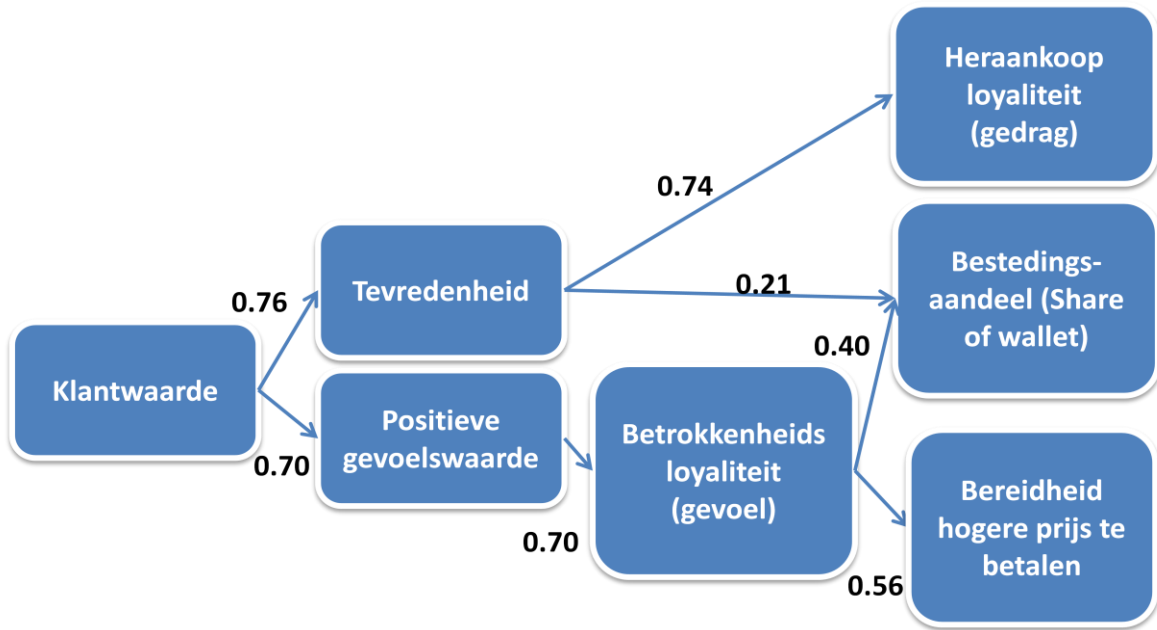 Heraankoop
loyaliteit
(gedrag)
0.74
Tevredenheid
0.76
0.21
Bestedings-
aandeel (Share
of wallet)
0.40
Klantwaarde
Positieve
gevoelswaarde
0.70
Betrokkenheids
loyaliteit
(gevoel)
0.70
Bereidheid
hogere prijs te
betalen
0.56